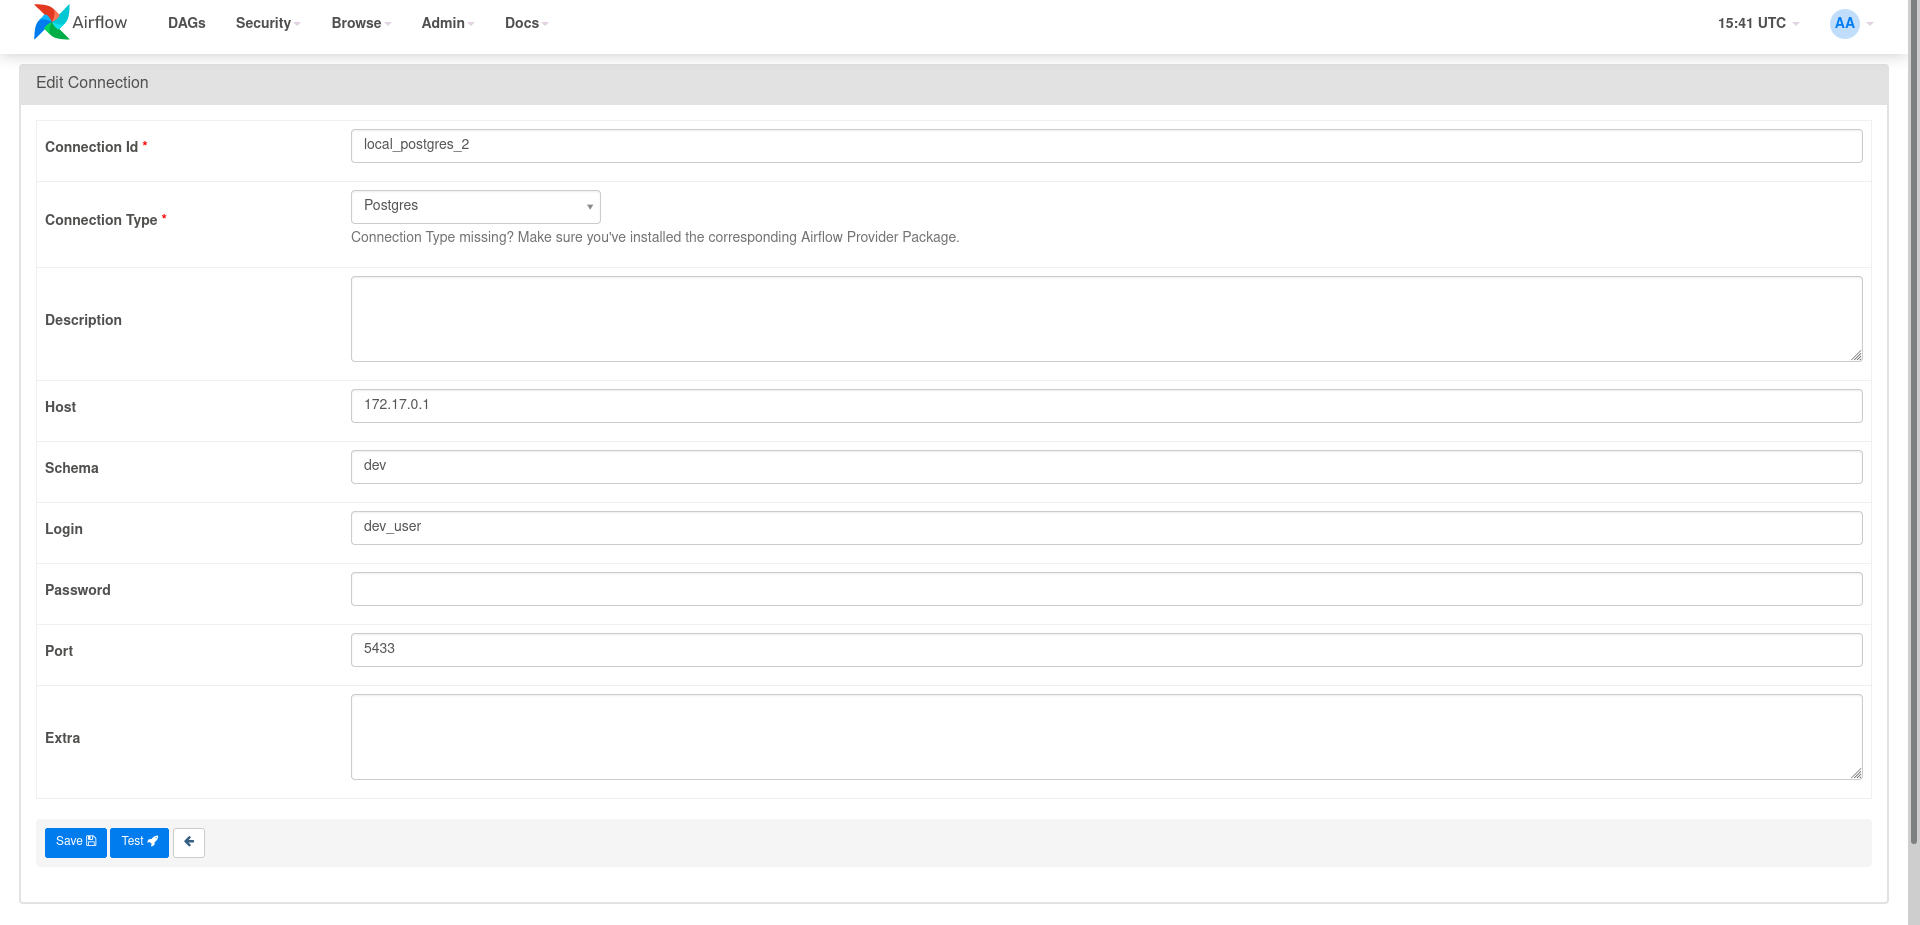 Airflow DAGs Security Browse Admin Docs 15:41 UTC AA
Edit Connection
Connection Id * local_postgres_2
Connection Type * Postgres
Connection Type missing? Make sure you've installed the corresponding Airflow Provider Package.
Description
Host 172.17.0.1
Schema dev
Login dev_user
Password
Port 5433
Extra
Save Test